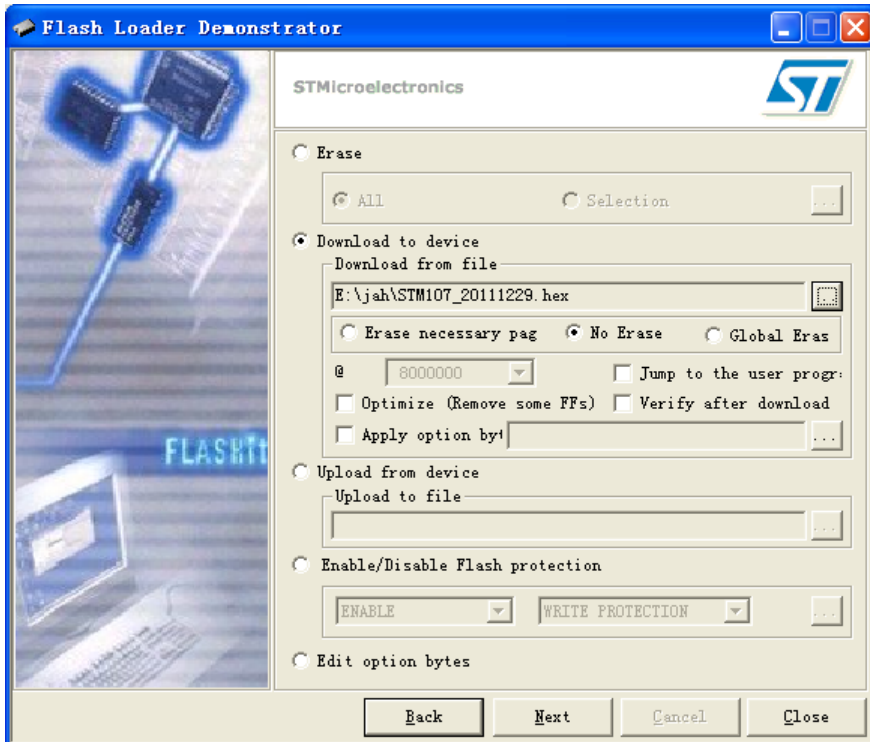 Flash Loader Demonstrator
STMicroelectronics
ST
Erase
All Selection ...
Download to device
Download from file
E:\jah\STM107_20111229.hex ...
Erase necessary pag No Erase Global Eras
@ 8000000 Jump to the user progr
Optimize (Remove some FFs) Verify after download
Apply option byt ...
FLASHit
Upload from device
Upload to file
...
Enable/Disable Flash protection
ENABLE WRITE PROTECTION ...
Edit option bytes
Back Next Cancel Close